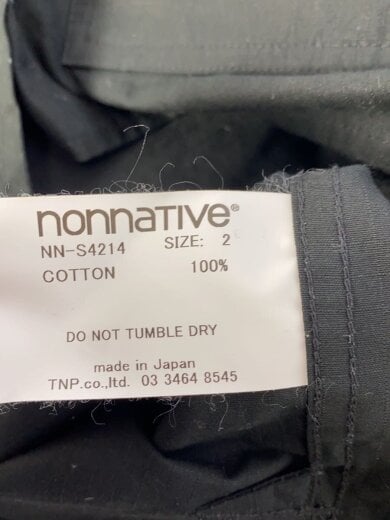 nonnative®
NN-S4214 SIZE: 2
COTTON 100%
DO NOT TUMBLE DRY
made in Japan
TNP.co.,ltd. 03 3464 8545